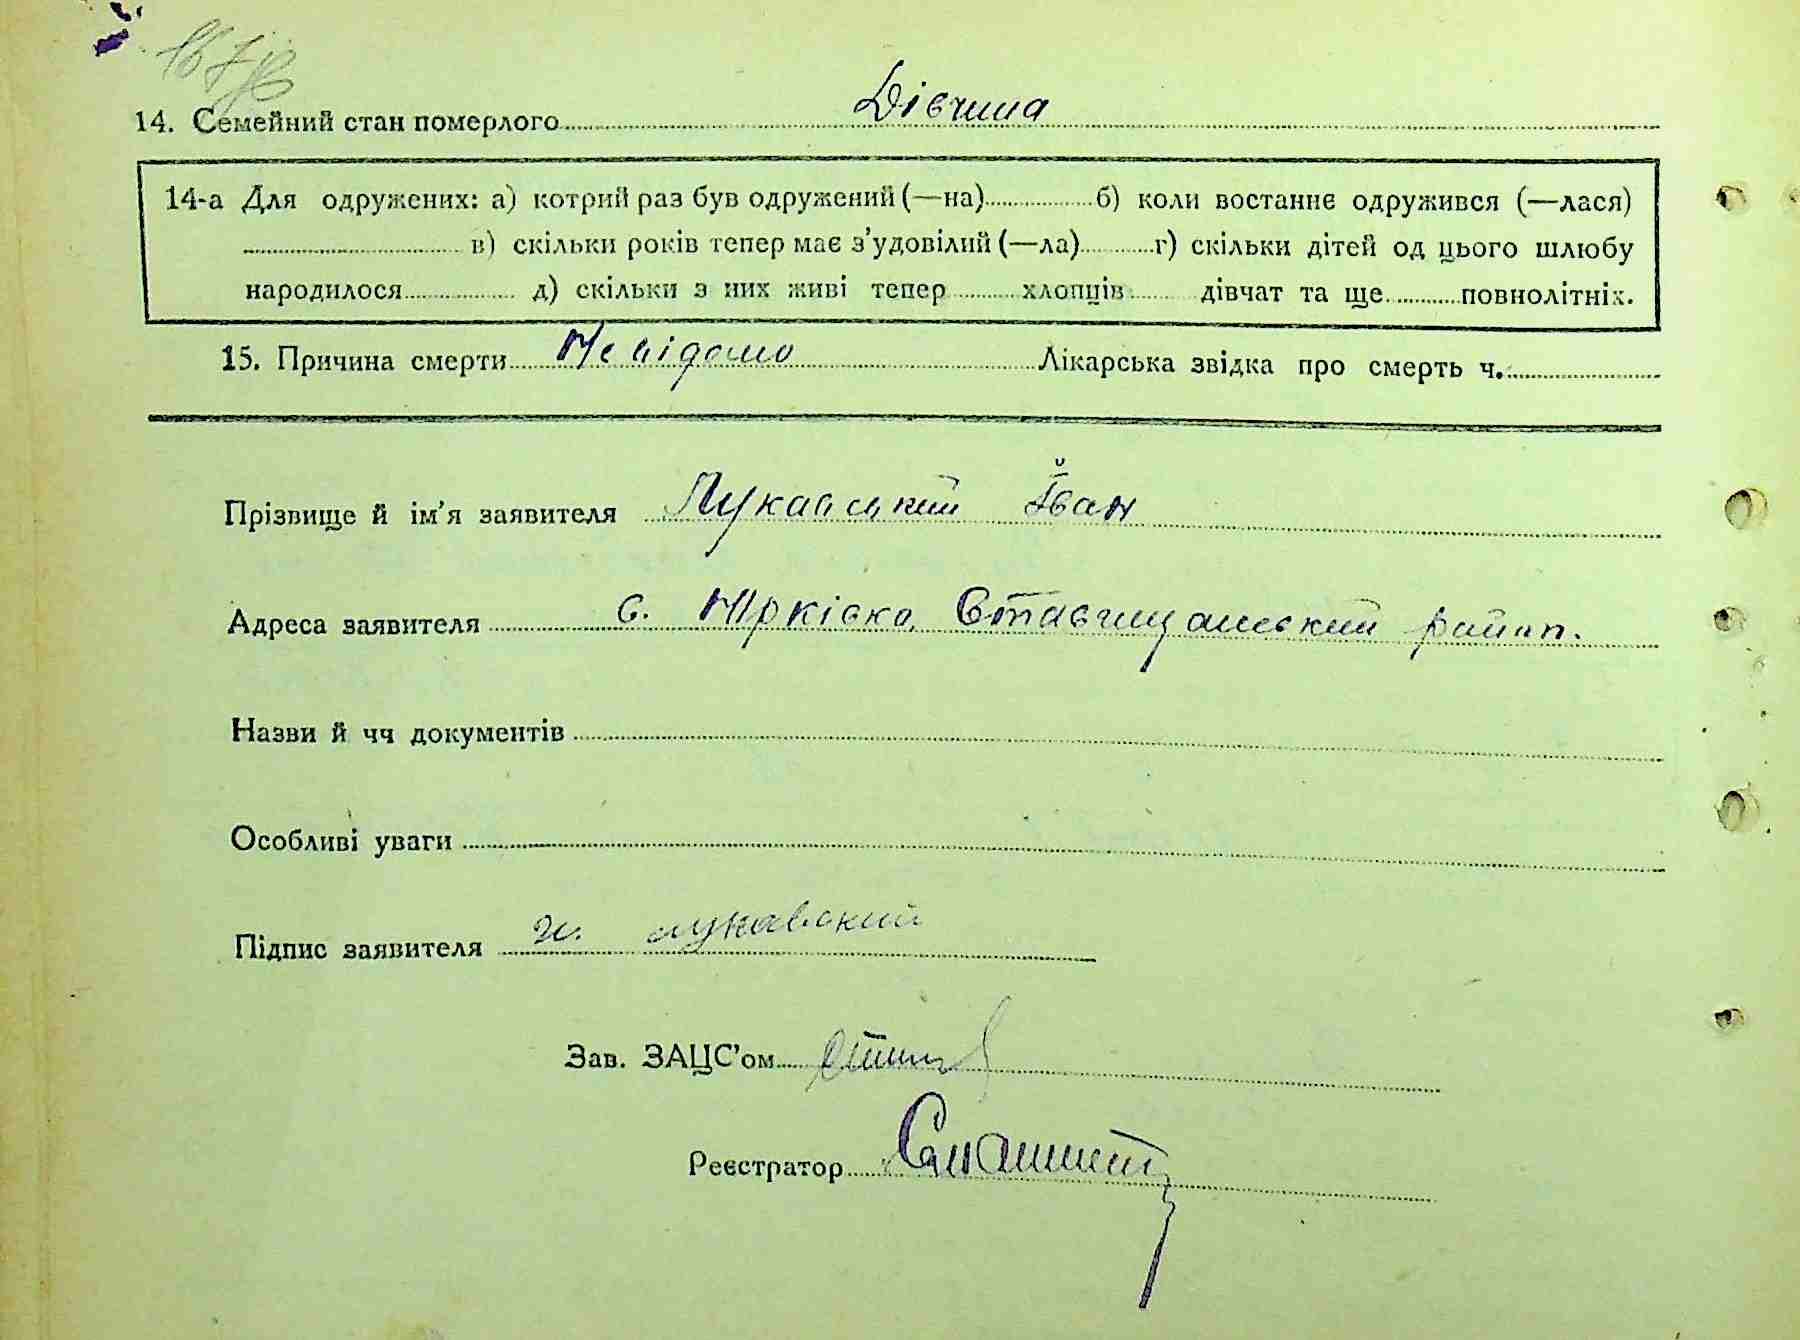 14. Семейний стан померлого Дівчина
14-а Для одружених: а) котрий раз був одружений (—на) б) коли востаннє одружився (—лася)
в) скільки років тепер має з’удовілий (—ла) г) скільки дітей од цього шлюбу
народилося д) скільки з них живі тепер хлопців дівчат та ще повнолітніх.
15. Причина смерти Невідомо Лікарська звідка про смерть ч.
Прізвище й ім’я заявителя Лукавський Іван
Адреса заявителя с. Юрківка Ставищанський район.
Назви й чч документів
Особливі уваги
Підпис заявителя И. Лукавский
Зав. ЗАЦС’ом
Реєстратор